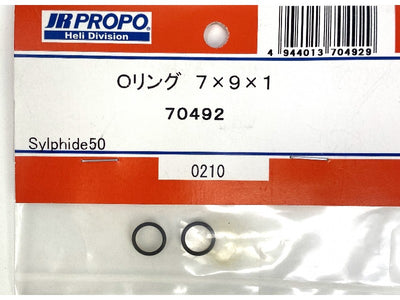 JR PROPO
Heli Division
4 944013 704929
Oリング 7×9×1
70492
Sylphide50
0210